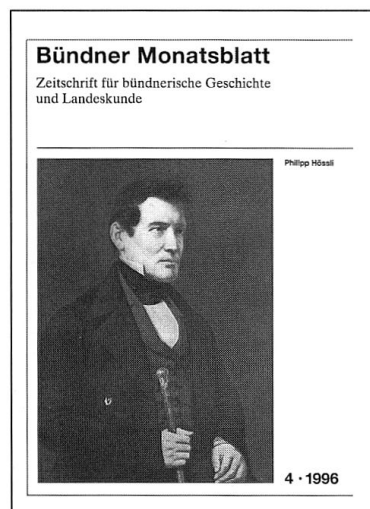 Bündner Monatsblatt
Zeitschrift für bündnerische Geschichte
und Landeskunde
Philipp Hössli
4 · 1996